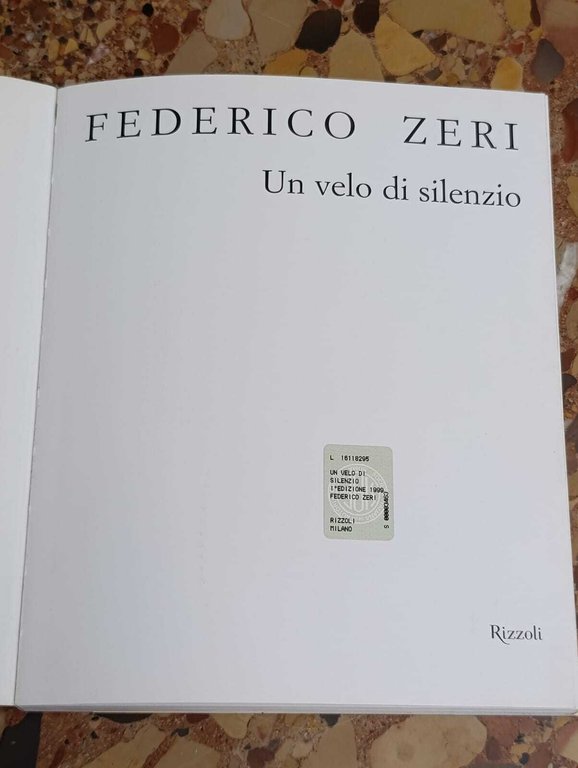 FEDERICO ZERI
Un velo di silenzio
L 16118295
UN VELO DI
SILENZIO
1°EDIZIONE 1999
FEDERICO ZERI
RIZZOLI
MILANO
Rizzoli